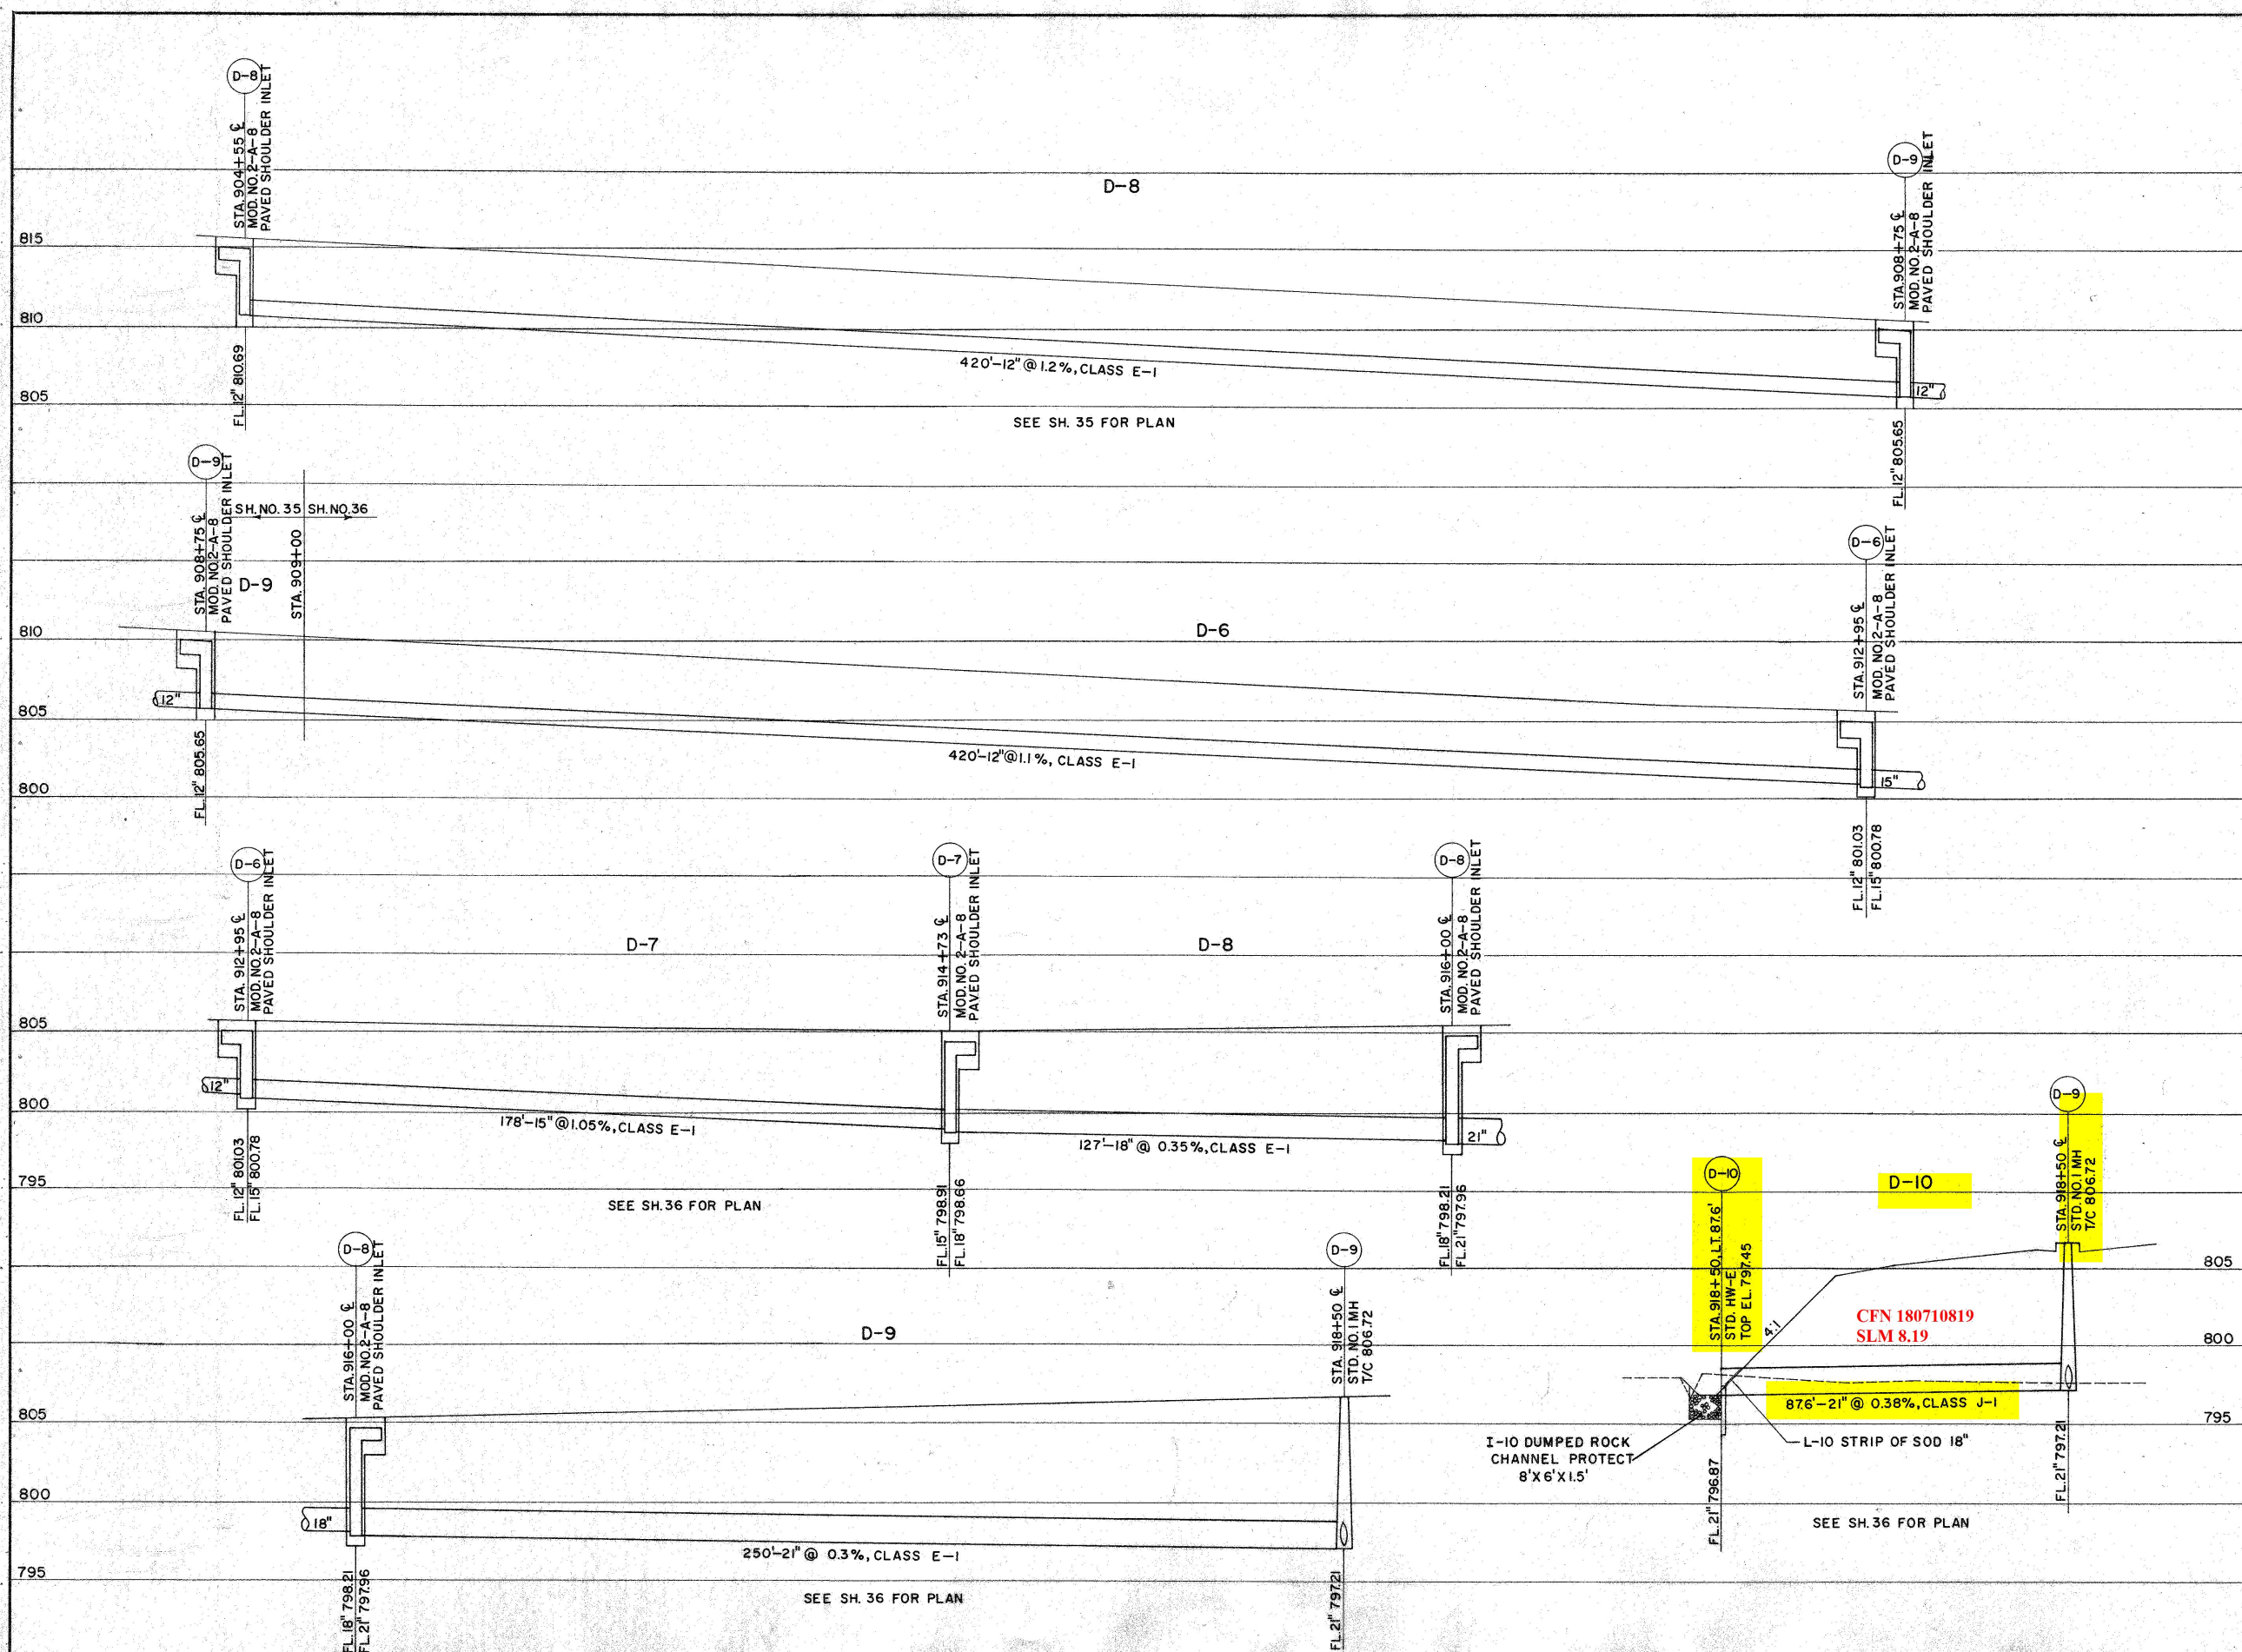 D-8
STA. 904+55 ℄
MOD. NO. 2-A-8
PAVED SHOULDER INLET
D-8
D-9
STA. 908+75 ℄
MOD. NO. 2-A-8
PAVED SHOULDER INLET
815
810
805
420'-12" @ 1.2%, CLASS E-1
12"
FL. 12" 810.69
SEE SH. 35 FOR PLAN
FL. 12" 805.65
D-9
STA. 908+75 ℄
MOD. NO. 2-A-8
PAVED SHOULDER INLET
SH. NO. 35 SH. NO. 36
STA. 909+00
D-9
D-6
D-6
STA. 912+95 ℄
MOD. NO. 2-A-8
PAVED SHOULDER INLET
810
805
800
12"
420'-12" @ 1.1%, CLASS E-1
15"
FL. 12" 805.65
FL. 12" 801.03
FL. 15" 800.78
D-6
STA. 912+95 ℄
MOD. NO. 2-A-8
PAVED SHOULDER INLET
D-7
D-7
STA. 914+73 ℄
MOD. NO. 2-A-8
PAVED SHOULDER INLET
D-8
D-8
STA. 916+00 ℄
MOD. NO. 2-A-8
PAVED SHOULDER INLET
805
800
795
12"
178'-15" @ 1.05%, CLASS E-1
127'-18" @ 0.35%, CLASS E-1
21"
FL. 12" 801.03
FL. 15" 800.78
SEE SH. 36 FOR PLAN
FL. 15" 798.91
FL. 18" 798.66
FL. 18" 798.21
FL. 21" 797.96
D-8
STA. 916+00 ℄
MOD. NO. 2-A-8
PAVED SHOULDER INLET
D-9
D-9
STA. 918+50 ℄
STD. NO. 1 MH
T/C 806.72
805
800
795
18"
250'-21" @ 0.3%, CLASS E-1
FL. 18" 798.21
FL. 21" 797.96
SEE SH. 36 FOR PLAN
FL. 21" 797.21
D-10
STA. 918+50, LT. 87.6'
STD. HW-E
TOP EL. 797.45
D-10
D-9
STA. 918+50 ℄
STD. NO. 1 MH
T/C 806.72
805
800
795
4:1
CFN 180710819
SLM 8.19
87.6'-21" @ 0.38%, CLASS J-1
I-10 DUMPED ROCK
CHANNEL PROTECT
8'X6'X1.5'
L-10 STRIP OF SOD 18"
FL. 21" 796.87
FL. 21" 797.21
SEE SH. 36 FOR PLAN